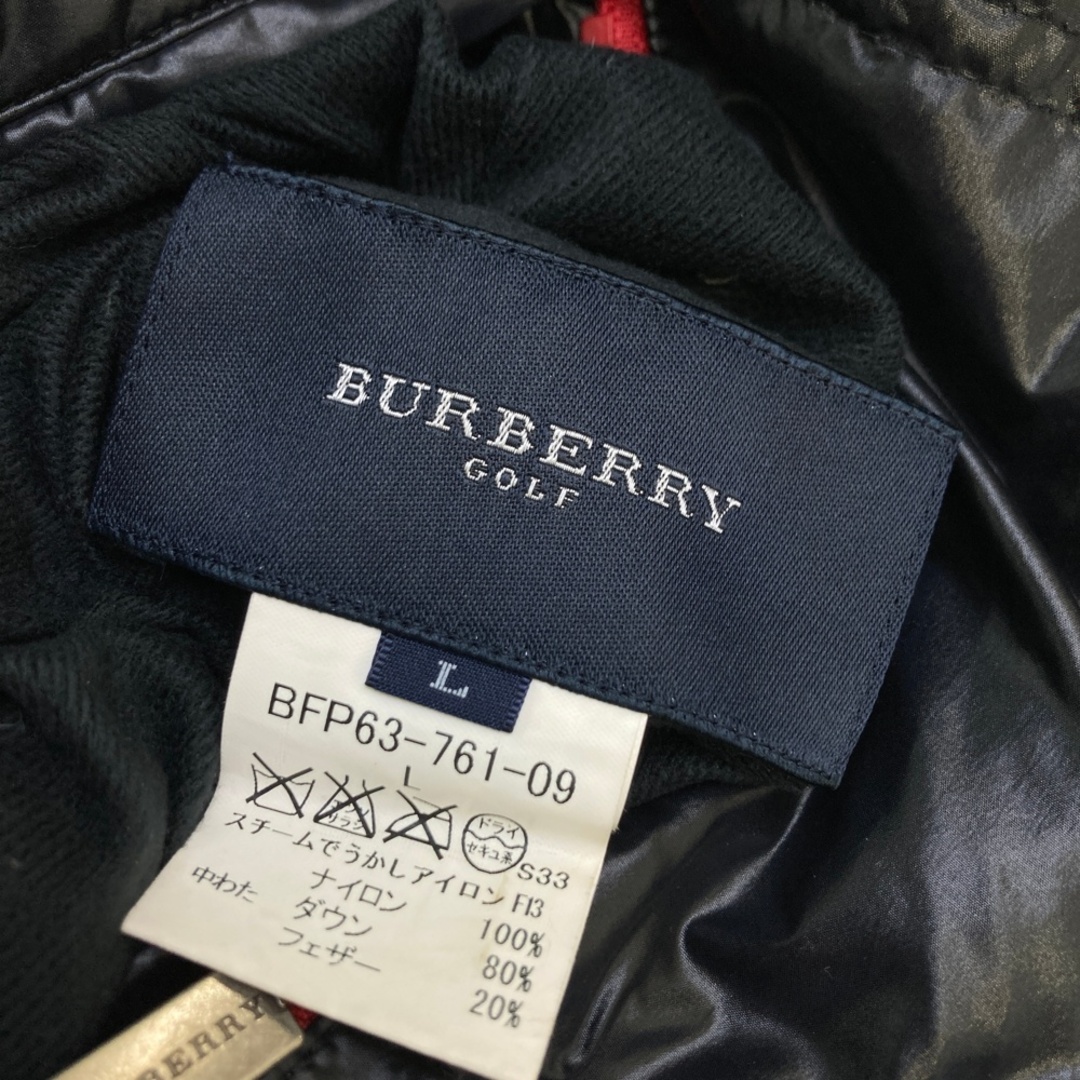 BURBERRY
GOLF
L
BFP63-761-09
L
ドライ
セキユ系
S33
スチームでうかしアイロン F13
ナイロン 100%
中わた ダウン 80%
フェザー 20%
BERRY